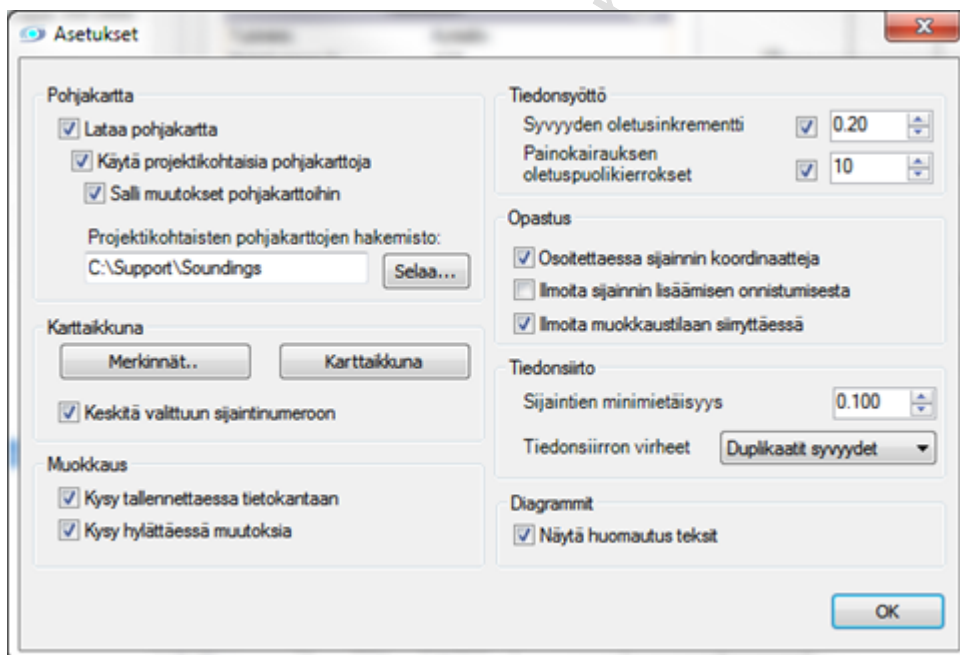 Asetukset
Pohjakartta
Lataa pohjakartta
Käytä projektikohtaisia pohjakarttoja
Salli muutokset pohjakarttoihin
Projektikohtaisten pohjakarttojen hakemisto:
C:\Support\Soundings
Selaa...
Karttaikkuna
Merkinnät..
Karttaikkuna
Keskitä valittuun sijaintinumeroon
Muokkaus
Kysy tallennettaessa tietokantaan
Kysy hylättäessä muutoksia
Tiedonsyöttö
Syvyyden oletusinkrementti
0.20
Painokairauksen
oletuspuolikierrokset
10
Opastus
Osoitettaessa sijainnin koordinaatteja
Ilmoita sijainnin lisäämisen onnistumisesta
Ilmoita muokkaustilaan siirryttäessä
Tiedonsiirto
Sijaintien minimietäisyys
0.100
Tiedonsiirron virheet
Duplikaatit syvyydet
Diagrammit
Näytä huomautus teksit
OK